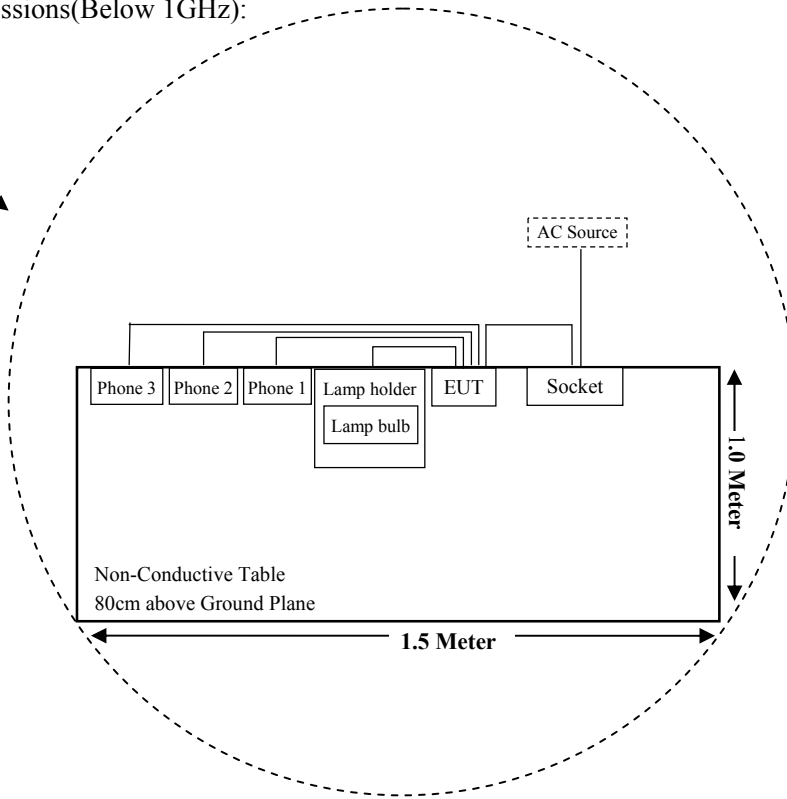 ssions(Below 1GHz):
AC Source
Phone 3
Phone 2
Phone 1
Lamp holder
EUT
Socket
Lamp bulb
1.0 Meter
Non-Conductive Table
80cm above Ground Plane
1.5 Meter